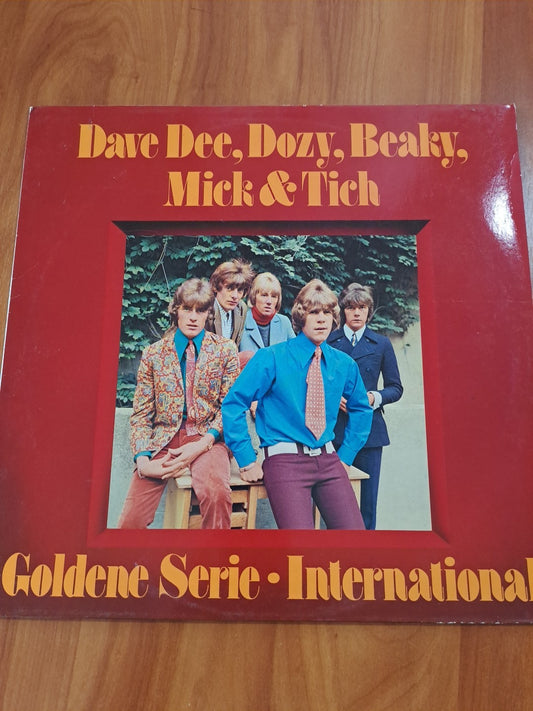 Dave Dee, Dozy, Beaky,
Mick & Tich
Goldene Serie · International